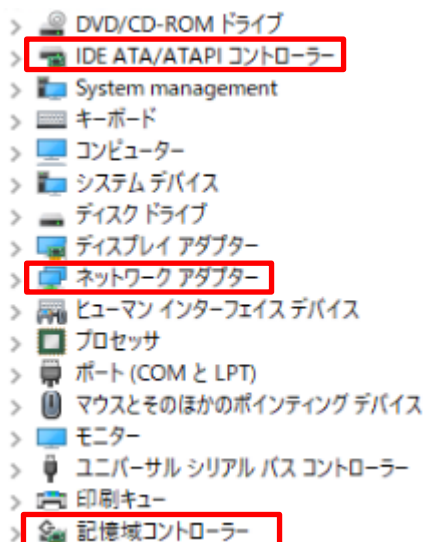 DVD/CD-ROM ドライブ
IDE ATA/ATAPI コントローラー
System management
キーボード
コンピューター
システム デバイス
ディスク ドライブ
ディスプレイ アダプター
ネットワーク アダプター
ヒューマン インターフェイス デバイス
プロセッサ
ポート (COM と LPT)
マウスとそのほかのポインティング デバイス
モニター
ユニバーサル シリアル バス コントローラー
印刷キュー
記憶域コントローラー